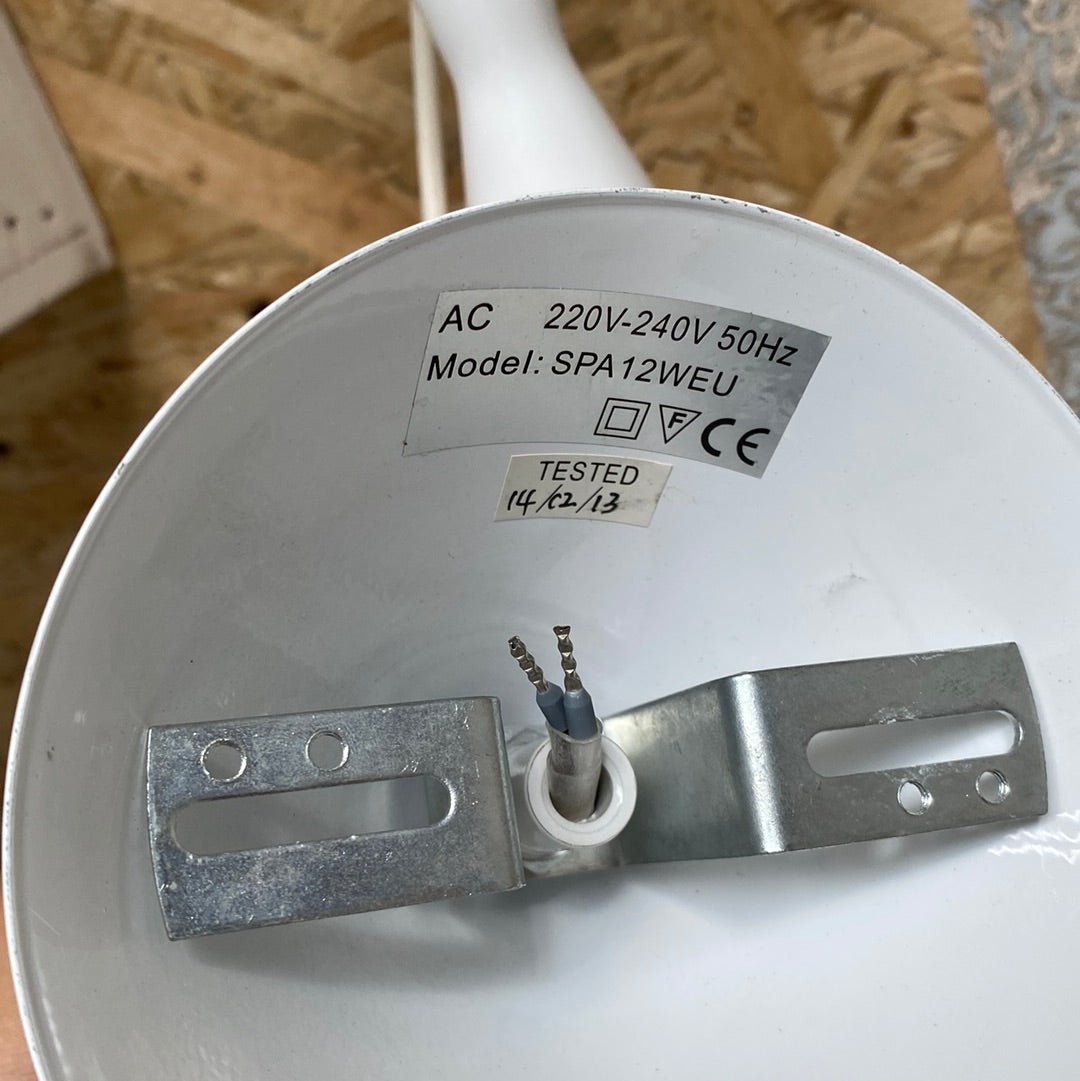 AC 220V-240V 50Hz
Model: SPA12WEU
F CE
TESTED
14/02/13